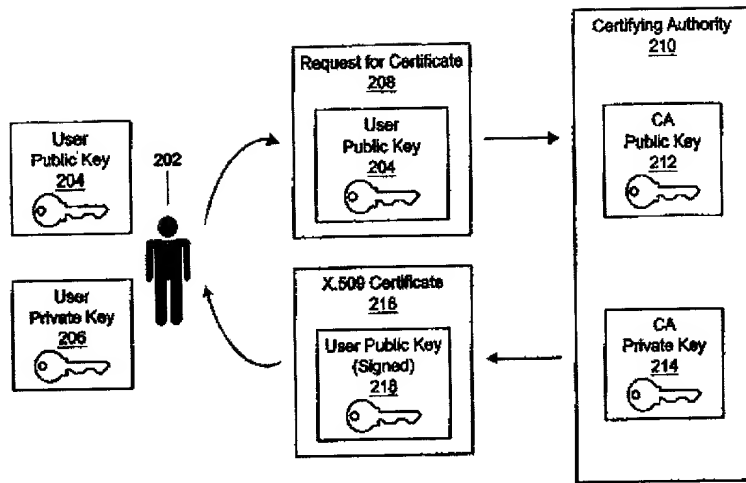 User
Public Key
204
User
Private Key
206
202
Request for Certificate
208
User
Public Key
204
X.509 Certificate
216
User Public Key
(Signed)
218
Certifying Authority
210
CA
Public Key
212
CA
Private Key
214